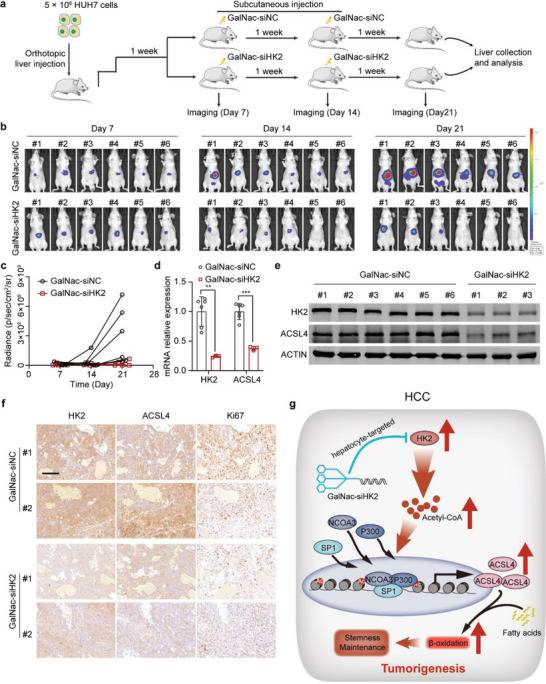 a
5 × 10⁶ HUH7 cells
Orthotopic
liver injection
1 week
Subcutaneous injection
GalNac-siNC
GalNac-siNC
1 week
1 week
GalNac-siHK2
GalNac-siHK2
1 week
1 week
Liver collection
and analysis
Imaging (Day 7)
Imaging (Day 14)
Imaging (Day21)
b
Day 7
Day 14
Day 21
#1 #2 #3 #4 #5 #6
#1 #2 #3 #4 #5 #6
#1 #2 #3 #4 #5 #6
GalNac-siNC
#1 #2 #3 #4 #5 #6
#1 #2 #3 #4 #5 #6
#1 #2 #3 #4 #5 #6
GalNac-siHK2
c
GalNac-siNC
GalNac-siHK2
Radiance (p/sec/cm²/sr)
0
0 7 14 21 28
Time (Day)
d
GalNac-siNC
GalNac-siHK2
mRNA relative expression
1.5
1.0
0.5
0.0
**
***
HK2 ACSL4
e
GalNac-siNC
GalNac-siHK2
#1 #2 #3 #4 #5 #6 #1 #2 #3
HK2
ACSL4
ACTIN
f
HK2 ACSL4 Ki67
GalNac-siNC
#1
#2
GalNac-siHK2
#1
#2
g
HCC
hepatocyte-targeted
HK2
GalNac-siHK2
Acetyl-CoA
NCOA3
P300
SP1
NCOA3 P300
SP1
ACSL4
ACSL4 ACSL4
Fatty acids
Stemness
Maintenance
β-oxidation
Tumorigenesis